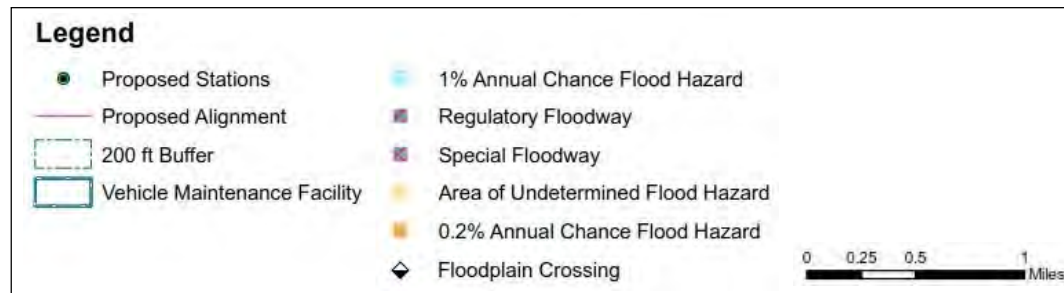 Legend
Proposed Stations
Proposed Alignment
200 ft Buffer
Vehicle Maintenance Facility
1% Annual Chance Flood Hazard
Regulatory Floodway
Special Floodway
Area of Undetermined Flood Hazard
0.2% Annual Chance Flood Hazard
Floodplain Crossing
0 0.25 0.5 1
Miles